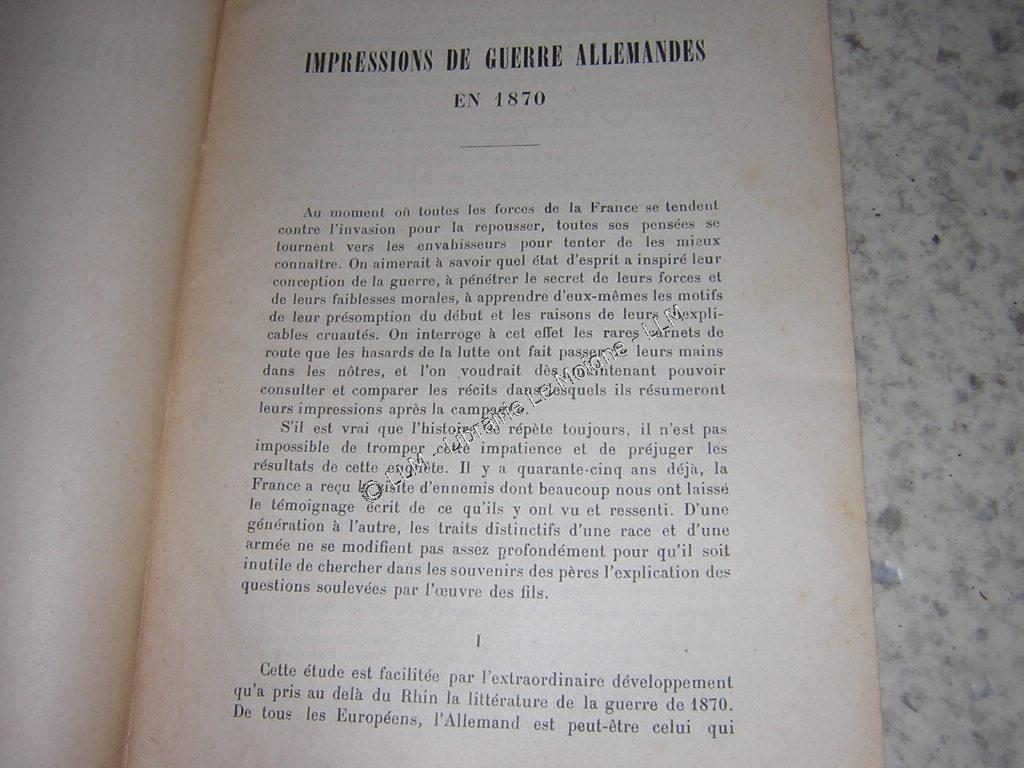 IMPRESSIONS DE GUERRE ALLEMANDES
EN 1870
Au moment où toutes les forces de la France se tendent
contre l'invasion pour la repousser, toutes ses pensées se
tournent vers les envahisseurs pour tenter de les mieux
connaître. On aimerait à savoir quel état d'esprit a inspiré leur
conception de la guerre, à pénétrer le secret de leurs forces et
de leurs faiblesses morales, à apprendre d'eux-mêmes les motifs
de leur présomption du début et les raisons de leurs inexpli-
cables cruautés. On interroge à cet effet les rares carnets de
route que les hasards de la lutte ont fait passer de leurs mains
dans les nôtres, et l'on voudrait dès maintenant pouvoir
consulter et comparer les récits dans lesquels ils résumeront
leurs impressions après la campagne.
S'il est vrai que l'histoire se répète toujours, il n'est pas
impossible de tromper cette impatience et de préjuger les
résultats de cette enquête. Il y a quarante-cinq ans déjà, la
France a reçu la visite d'ennemis dont beaucoup nous ont laissé
le témoignage écrit de ce qu'ils y ont vu et ressenti. D'une
génération à l'autre, les traits distinctifs d'une race et d'une
armée ne se modifient pas assez profondément pour qu'il soit
inutile de chercher dans les souvenirs des pères l'explication des
questions soulevées par l'œuvre des fils.
I
Cette étude est facilitée par l'extraordinaire développement
qu'a pris au delà du Rhin la littérature de la guerre de 1870.
De tous les Européens, l'Allemand est peut-être celui qui
© LLM - Librairie Le Moigne - LLM